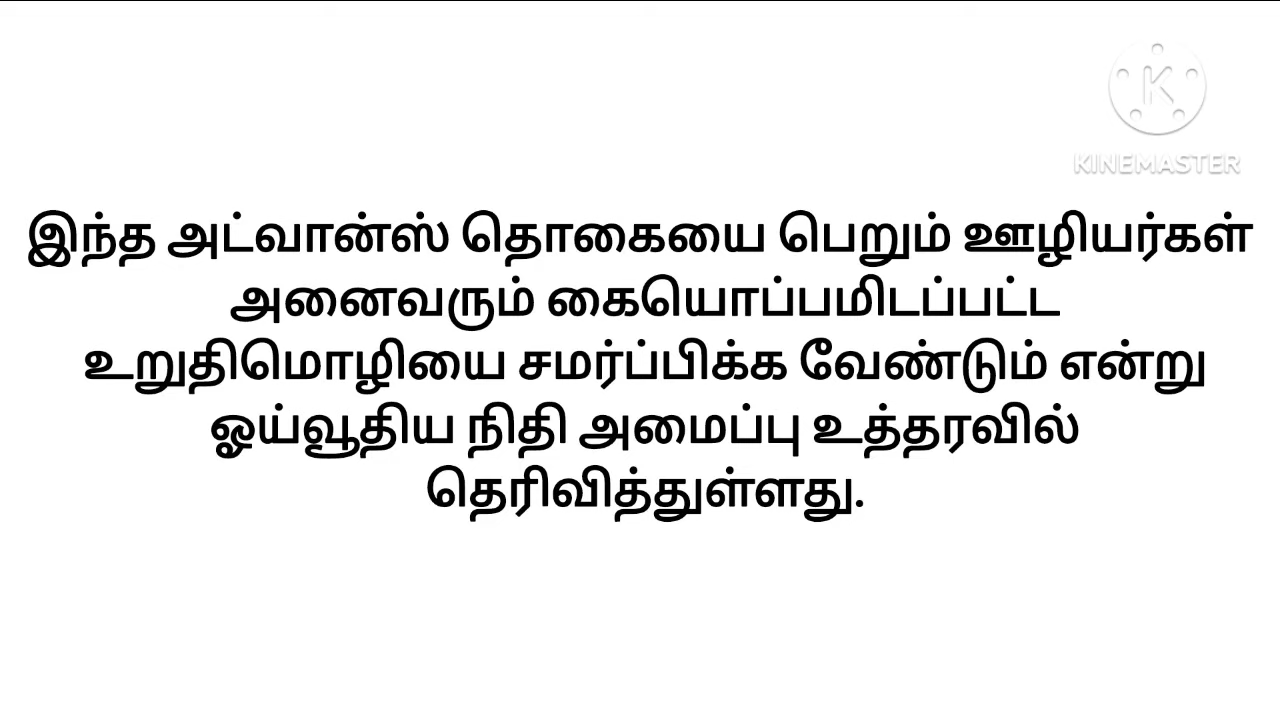 KINEMASTER
இந்த அட்வான்ஸ் தொகையை பெறும் ஊழியர்கள்
அனைவரும் கையொப்பமிடப்பட்ட
உறுதிமொழியை சமர்ப்பிக்க வேண்டும் என்று
ஓய்வூதிய நிதி அமைப்பு உத்தரவில்
தெரிவித்துள்ளது.